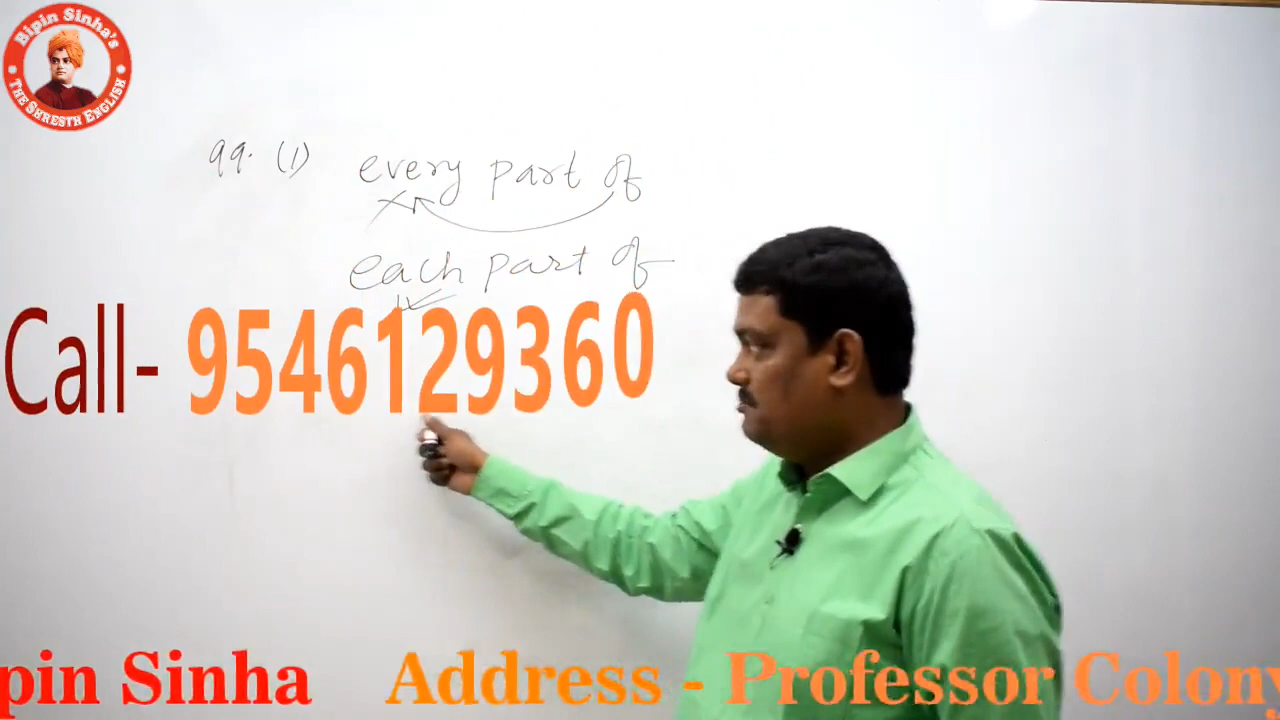 Bipin Sinha's
THE SHRESTH ENGLISH
99. (1) every part of
each part of
Call- 9546129360
pin Sinha Address - Professor Colony